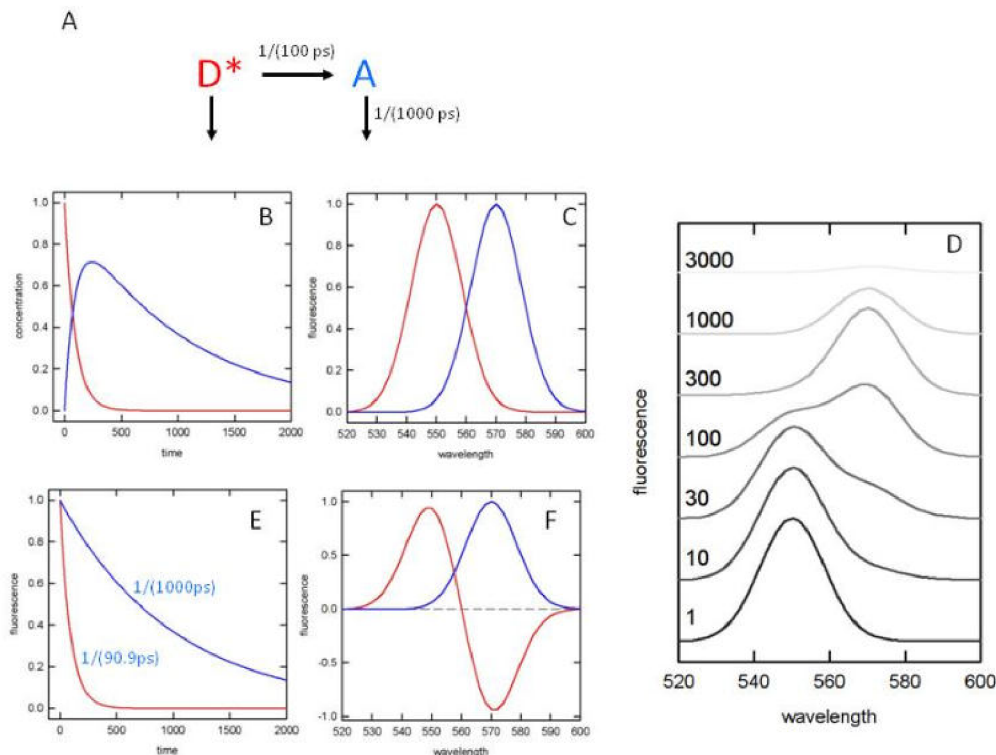 A
1/(100 ps)
D* A
1/(1000 ps)
B
1.0
0.8
0.6
0.4
0.2
0.0
concentration
0 500 1000 1500 2000
time
C
1.0
0.8
0.6
0.4
0.2
0.0
fluorescence
520 530 540 550 560 570 580 590 600
wavelength
D
3000
1000
300
100
30
10
1
fluorescence
520 540 560 580 600
wavelength
E
1.0
0.8
0.6
0.4
0.2
0.0
fluorescence
1/(1000ps)
1/(90.9ps)
0 500 1000 1500 2000
time
F
1.0
0.5
0.0
-0.5
-1.0
fluorescence
520 530 540 550 560 570 580 590 600
wavelength